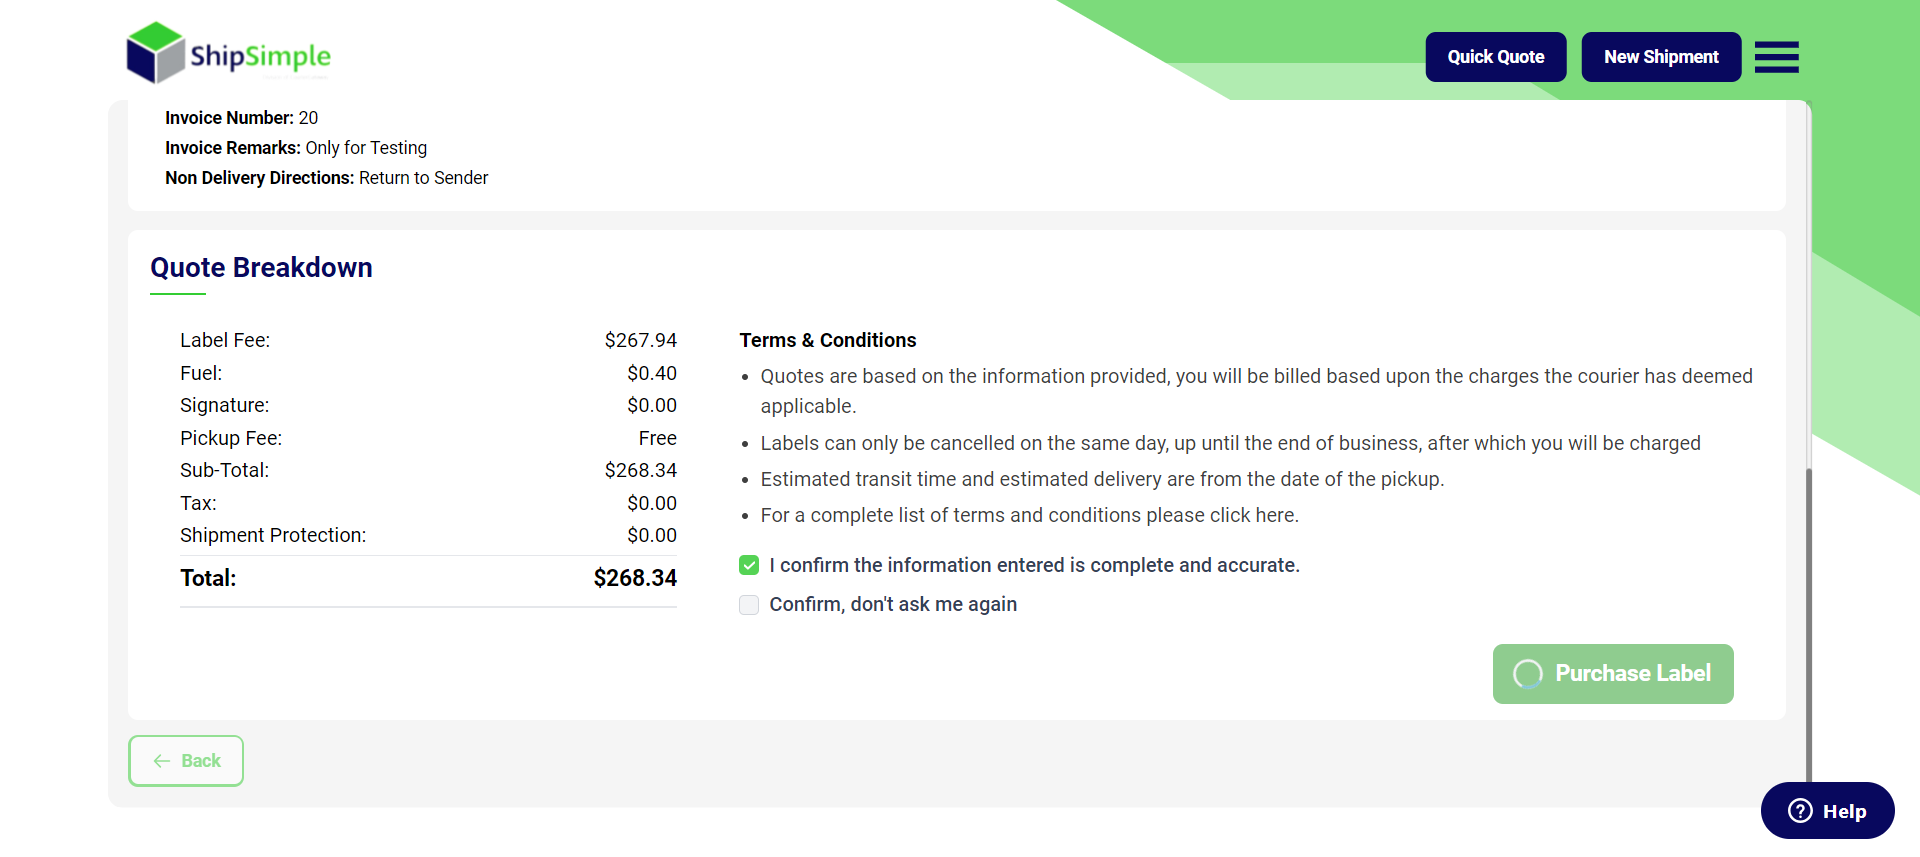 ShipSimple
Quick Quote
New Shipment
Invoice Number: 20
Invoice Remarks: Only for Testing
Non Delivery Directions: Return to Sender
Quote Breakdown
Label Fee: $267.94
Fuel: $0.40
Signature: $0.00
Pickup Fee: Free
Sub-Total: $268.34
Tax: $0.00
Shipment Protection: $0.00
Total: $268.34
Terms & Conditions
• Quotes are based on the information provided, you will be billed based upon the charges the courier has deemed
applicable.
• Labels can only be cancelled on the same day, up until the end of business, after which you will be charged
• Estimated transit time and estimated delivery are from the date of the pickup.
• For a complete list of terms and conditions please click here.
I confirm the information entered is complete and accurate.
Confirm, don't ask me again
Purchase Label
Back
Help